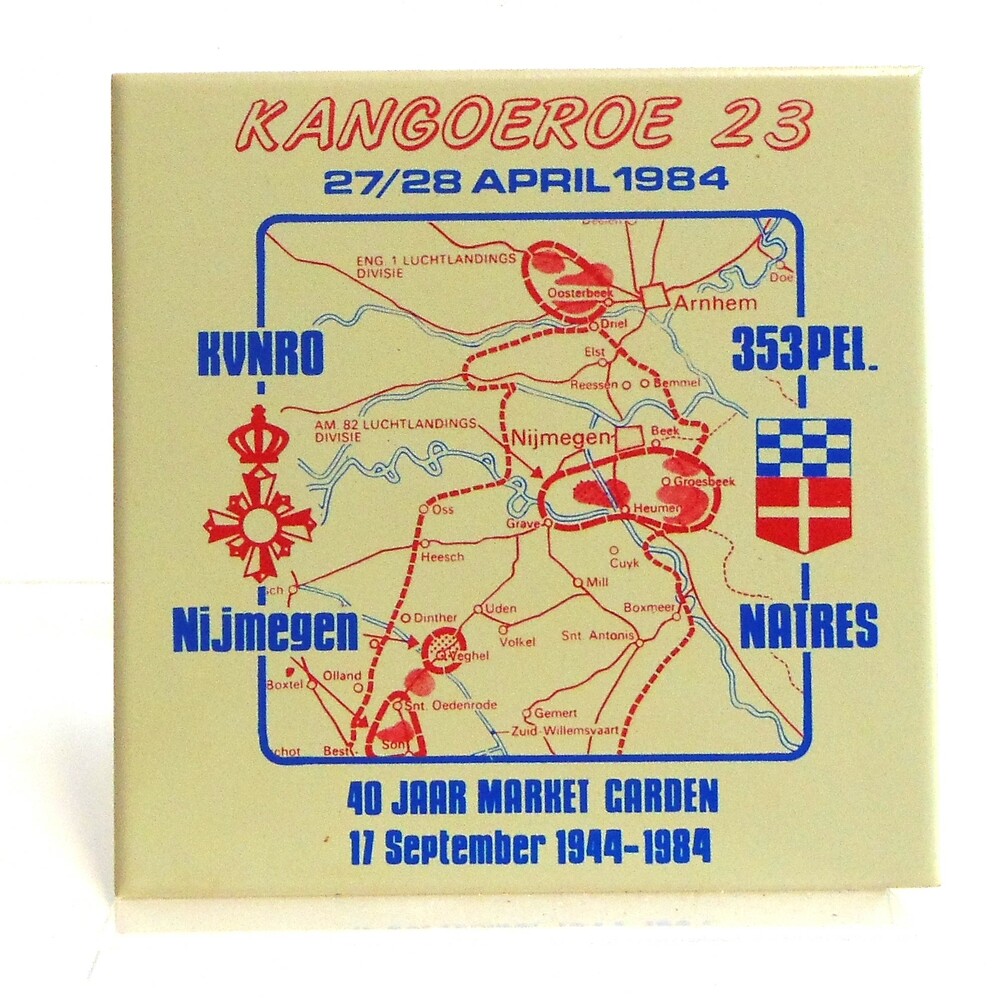 KANGOEROE 23
27/28 APRIL 1984
Deelen
ENG. 1 LUCHTLANDINGS
DIVISIE
Doe
Oosterbeek
Arnhem
Driel
KVNRO
353 PEL.
Elst
Reessen
Bemmel
AM. 82 LUCHTLANDINGS
DIVISIE
Nijmegen
Beek
Groesbeek
Oss
Heumen
Grave
Heesch
Cuyk
Mill
sch
Uden
Boxmeer
Dinther
Nijmegen
NATRES
Volkel
Snt. Antonis
Veghel
Olland
Boxtel
Snt. Oedenrode
Gemert
Zuid-Willemsvaart
Son
chot
Best
40 JAAR MARKET GARDEN
17 September 1944-1984